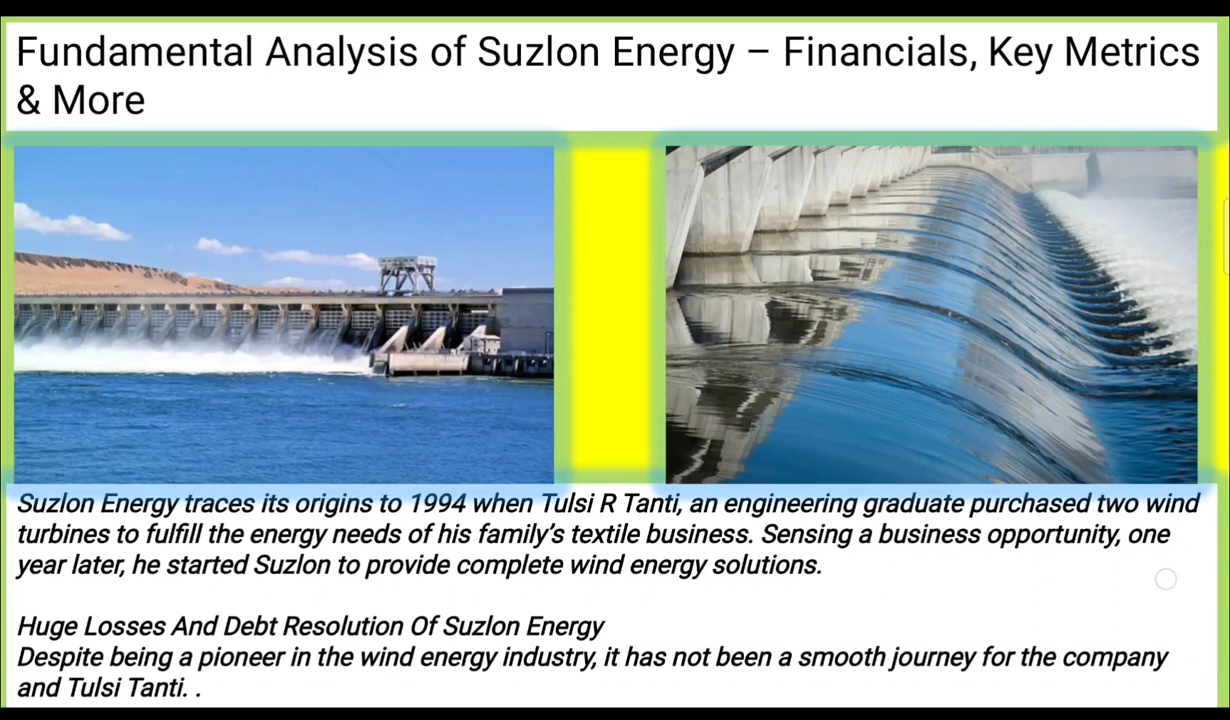 Fundamental Analysis of Suzlon Energy – Financials, Key Metrics
& More
Suzlon Energy traces its origins to 1994 when Tulsi R Tanti, an engineering graduate purchased two wind
turbines to fulfill the energy needs of his family’s textile business. Sensing a business opportunity, one
year later, he started Suzlon to provide complete wind energy solutions.
Huge Losses And Debt Resolution Of Suzlon Energy
Despite being a pioneer in the wind energy industry, it has not been a smooth journey for the company
and Tulsi Tanti. .